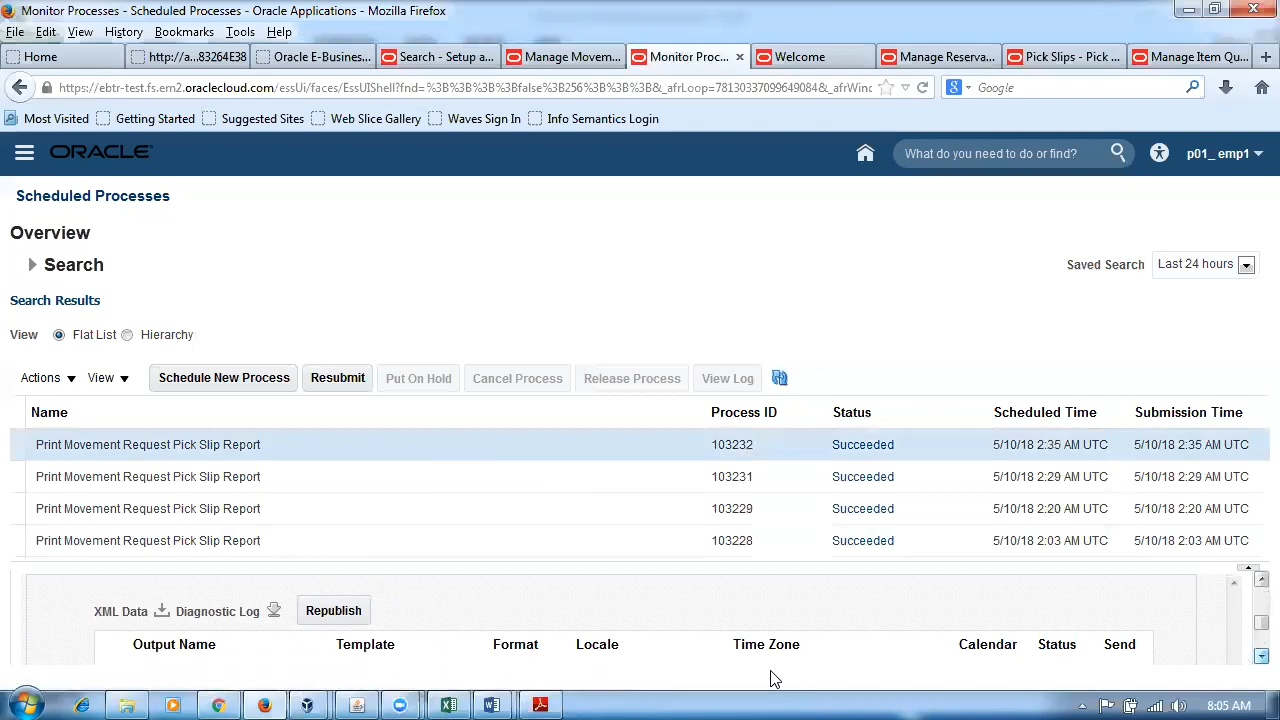 Monitor Processes - Scheduled Processes - Oracle Applications - Mozilla Firefox
File Edit View History Bookmarks Tools Help
Home http://a...83264E38 Oracle E-Busines... Search - Setup a... Manage Movem... Monitor Proc... × Welcome Manage Reserva... Pick Slips - Pick ... Manage Item Qu... +
https://ebtr-test.fs.em2.oraclecloud.com/essUi/faces/EssUIShell?fnd=%3B%3B%3B%3Bfalse%3B256%3B%3B%3B&_afrLoop=78130337099649084&_afrWind Google
Most Visited Getting Started Suggested Sites Web Slice Gallery Waves Sign In Info Semantics Corporation
ORACLE What do you need to do or find? p01_ emp1
Scheduled Processes
Overview
Search Saved Search Last 24 hours
Search Results
View Flat List Hierarchy
Actions View Schedule New Process Resubmit Put On Hold Cancel Process Release Process View Log
Name Process ID Status Scheduled Time Submission Time
Print Movement Request Pick Slip Report 103232 Succeeded 5/10/18 2:35 AM UTC 5/10/18 2:35 AM UTC
Print Movement Request Pick Slip Report 103231 Succeeded 5/10/18 2:29 AM UTC 5/10/18 2:29 AM UTC
Print Movement Request Pick Slip Report 103229 Succeeded 5/10/18 2:20 AM UTC 5/10/18 2:20 AM UTC
Print Movement Request Pick Slip Report 103228 Succeeded 5/10/18 2:03 AM UTC 5/10/18 2:03 AM UTC
XML Data Diagnostic Log Republish
Output Name Template Format Locale Time Zone Calendar Status Send
8:05 AM